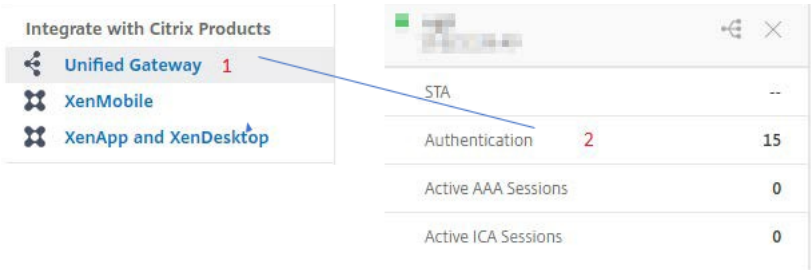 Integrate with Citrix Products
Unified Gateway 1
XenMobile
XenApp and XenDesktop
STA --
Authentication 2 15
Active AAA Sessions 0
Active ICA Sessions 0